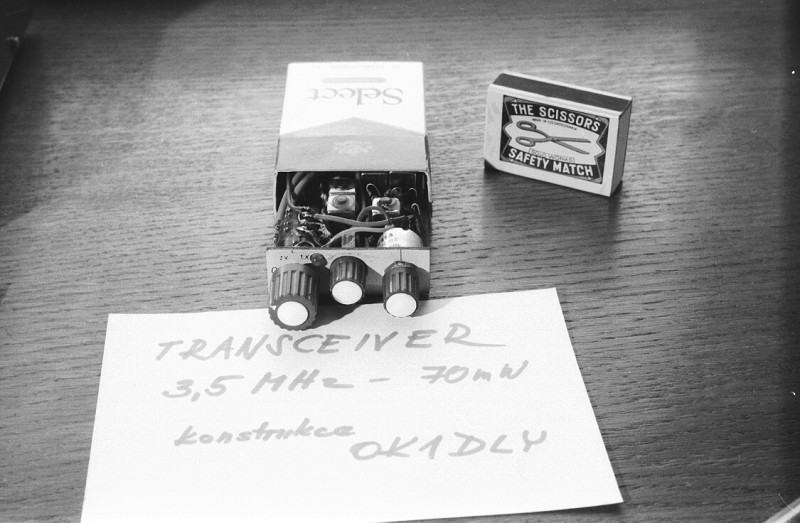 Select
THE SCISSORS
SAFETY MATCH
TRANSCEIVER
3,5 MHz - 70mW
konstrukce
OK1DLY